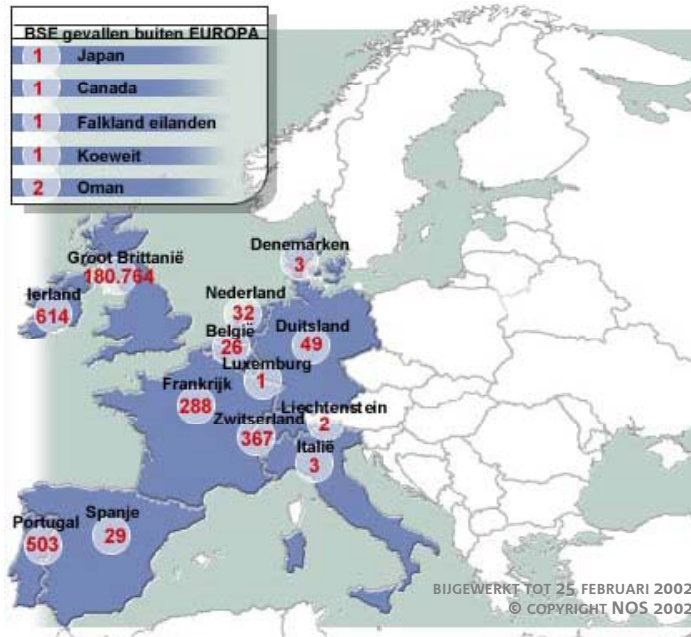 BSE gevallen buiten EUROPA
1 Japan
1 Canada
1 Falkland eilanden
1 Koeweit
2 Oman
Denemarken
3
Groot Brittanië
180.764
Ierland
614
Nederland
32
België
26
Duitsland
49
Luxemburg
1
Frankrijk
288
Liechtenstein
2
Zwitserland
367
Italië
3
Portugal
503
Spanje
29
BIJGEWERKT TOT 25 FEBRUARI 2002
© COPYRIGHT NOS 2002